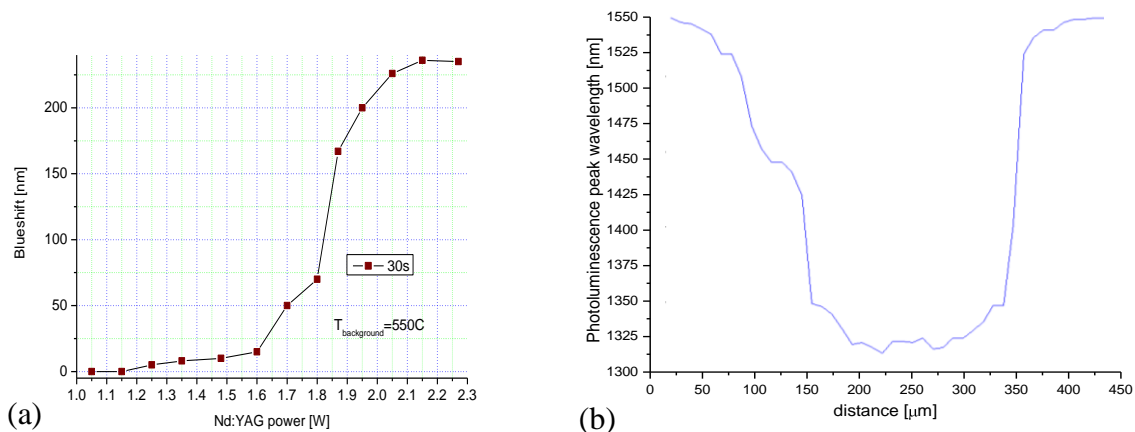 Blueshift [nm]
200
150
100
50
0
1.0 1.1 1.2 1.3 1.4 1.5 1.6 1.7 1.8 1.9 2.0 2.1 2.2 2.3
Nd:YAG power [W]
30s
Tbackground=550C
(a)
Photoluminescence peak wavelength [nm]
1550
1525
1500
1475
1450
1425
1400
1375
1350
1325
1300
0 50 100 150 200 250 300 350 400 450
distance [μm]
(b)